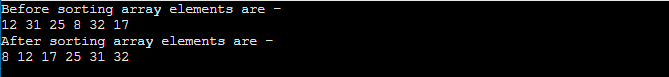 Before sorting array elements are -
12 31 25 8 32 17
After sorting array elements are -
8 12 17 25 31 32